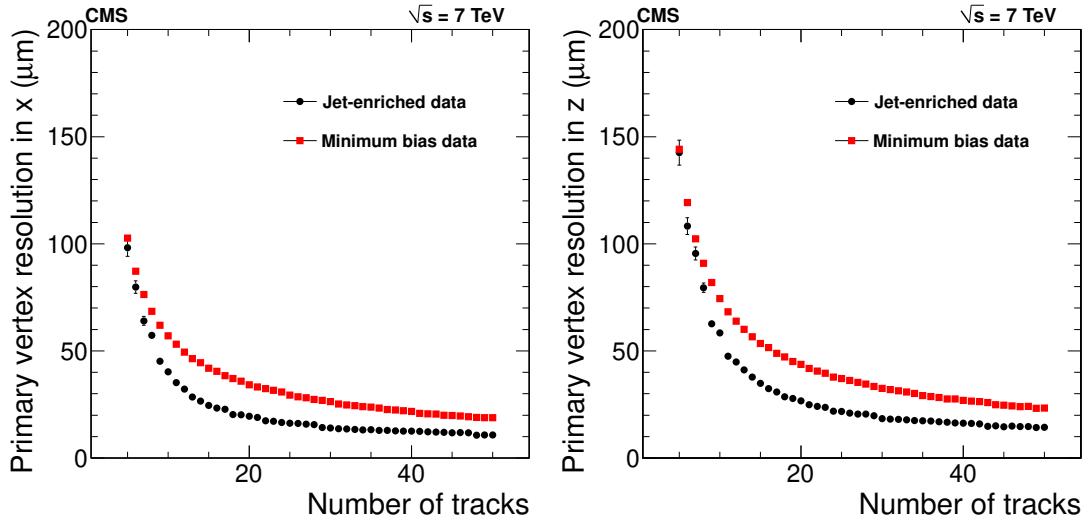 CMS
√s = 7 TeV
Primary vertex resolution in x (μm)
200
150
100
50
0
Jet-enriched data
Minimum bias data
20
40
Number of tracks
CMS
√s = 7 TeV
Primary vertex resolution in z (μm)
200
150
100
50
0
Jet-enriched data
Minimum bias data
20
40
Number of tracks